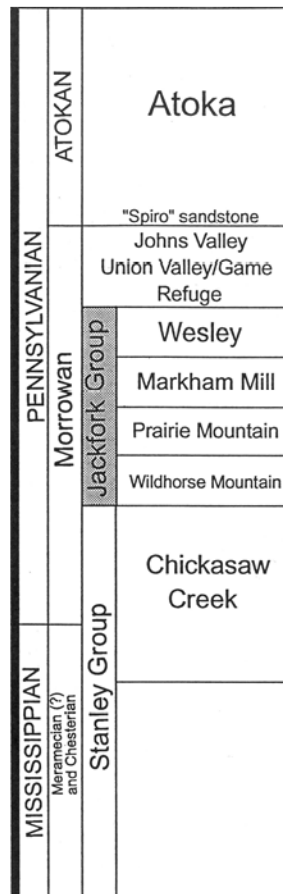 PENNSYLVANIAN
MISSISSIPPIAN
ATOKAN
Morrowan
Meramecian (?)
and Chesterian
Jackfork Group
Stanley Group
Atoka
"Spiro" sandstone
Johns Valley
Union Valley/Game
Refuge
Wesley
Markham Mill
Prairie Mountain
Wildhorse Mountain
Chickasaw
Creek